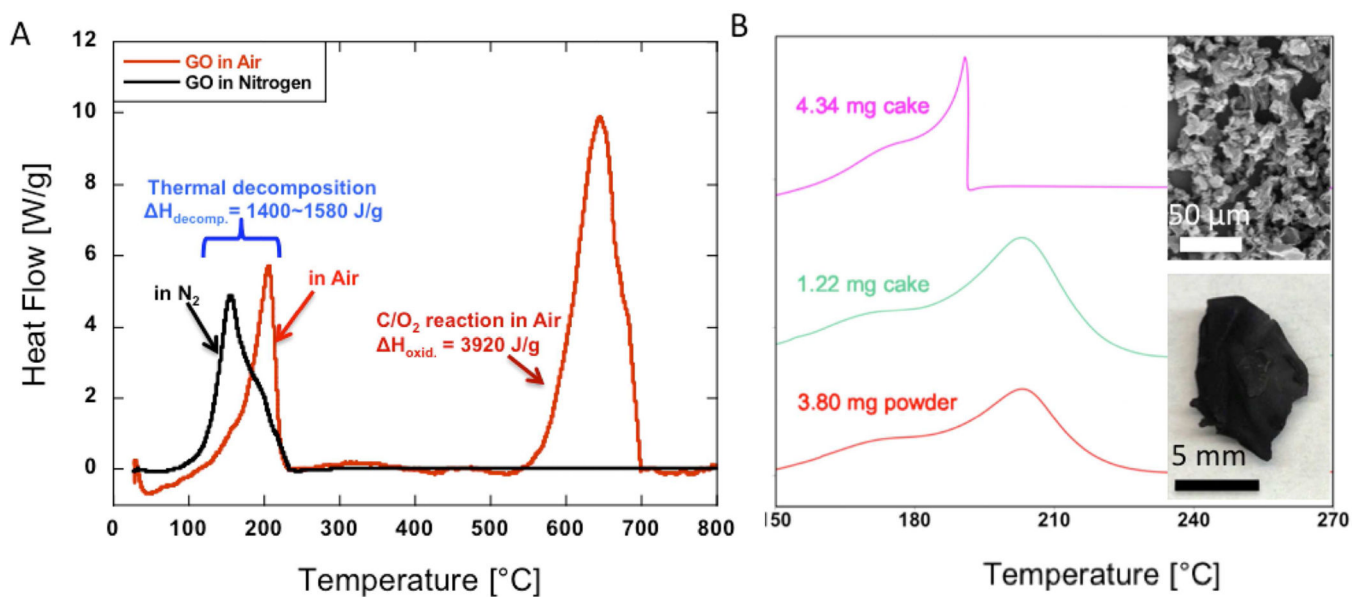 A
12
10
8
6
4
2
0
Heat Flow [W/g]
GO in Air
GO in Nitrogen
Thermal decomposition
ΔHdecomp.= 1400~1580 J/g
in N2
in Air
C/O2 reaction in Air
ΔHoxid. = 3920 J/g
0 100 200 300 400 500 600 700 800
Temperature [°C]
B
4.34 mg cake
50 µm
1.22 mg cake
3.80 mg powder
5 mm
150 180 210 240 270
Temperature [°C]